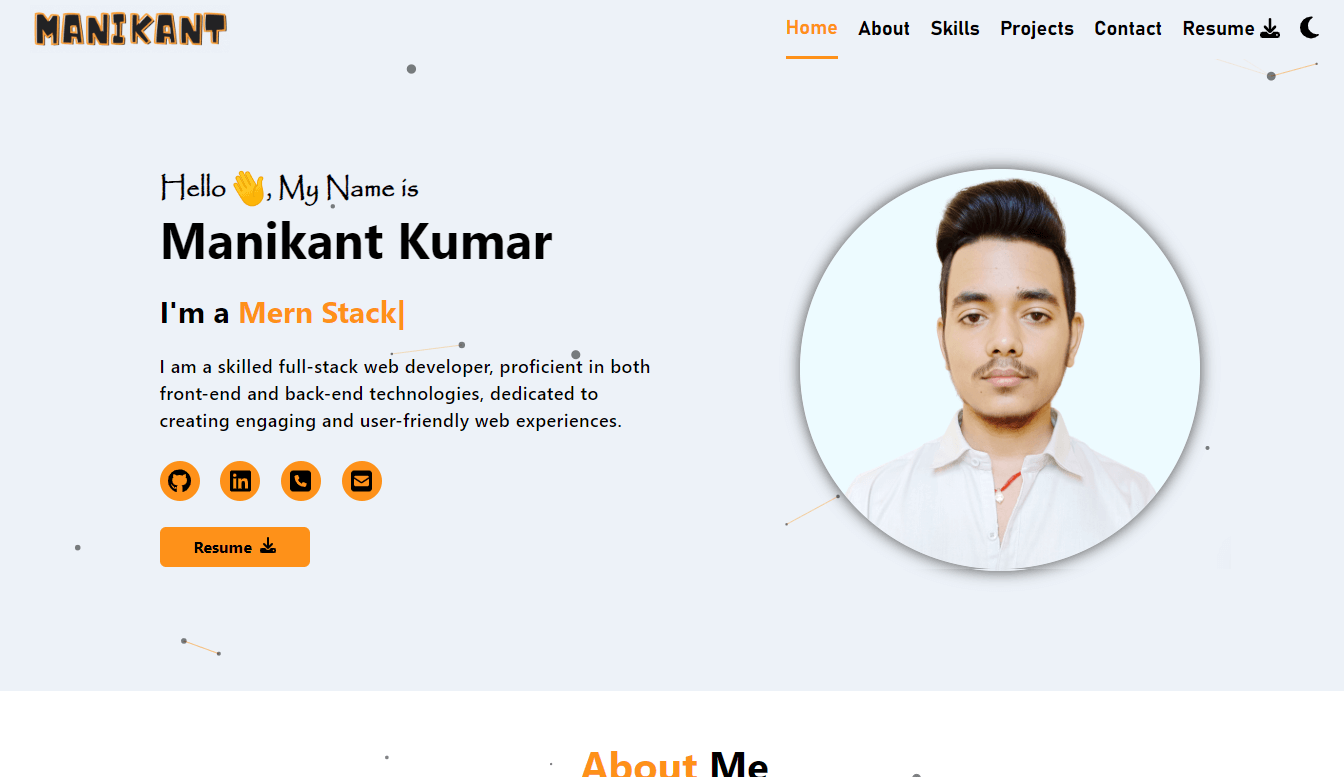 MANIKANT
Home About Skills Projects Contact Resume
Hello 👋, My Name is
Manikant Kumar
I'm a Mern Stack|
I am a skilled full-stack web developer, proficient in both
front-end and back-end technologies, dedicated to
creating engaging and user-friendly web experiences.
Resume
About Me